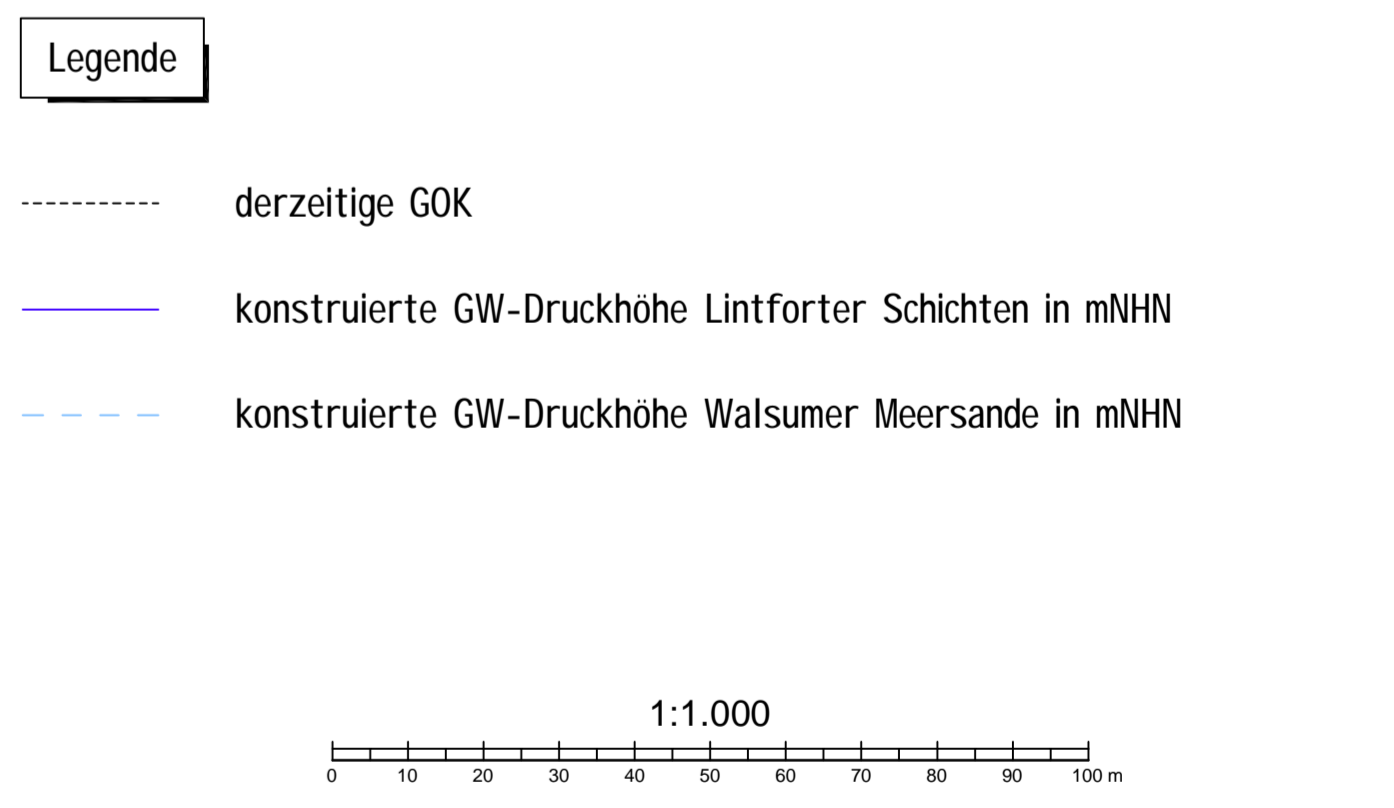 Legende
derzeitige GOK
konstruierte GW-Druckhöhe Lintforter Schichten in mNHN
konstruierte GW-Druckhöhe Walsumer Meersande in mNHN
1:1.000
0 10 20 30 40 50 60 70 80 90 100 m